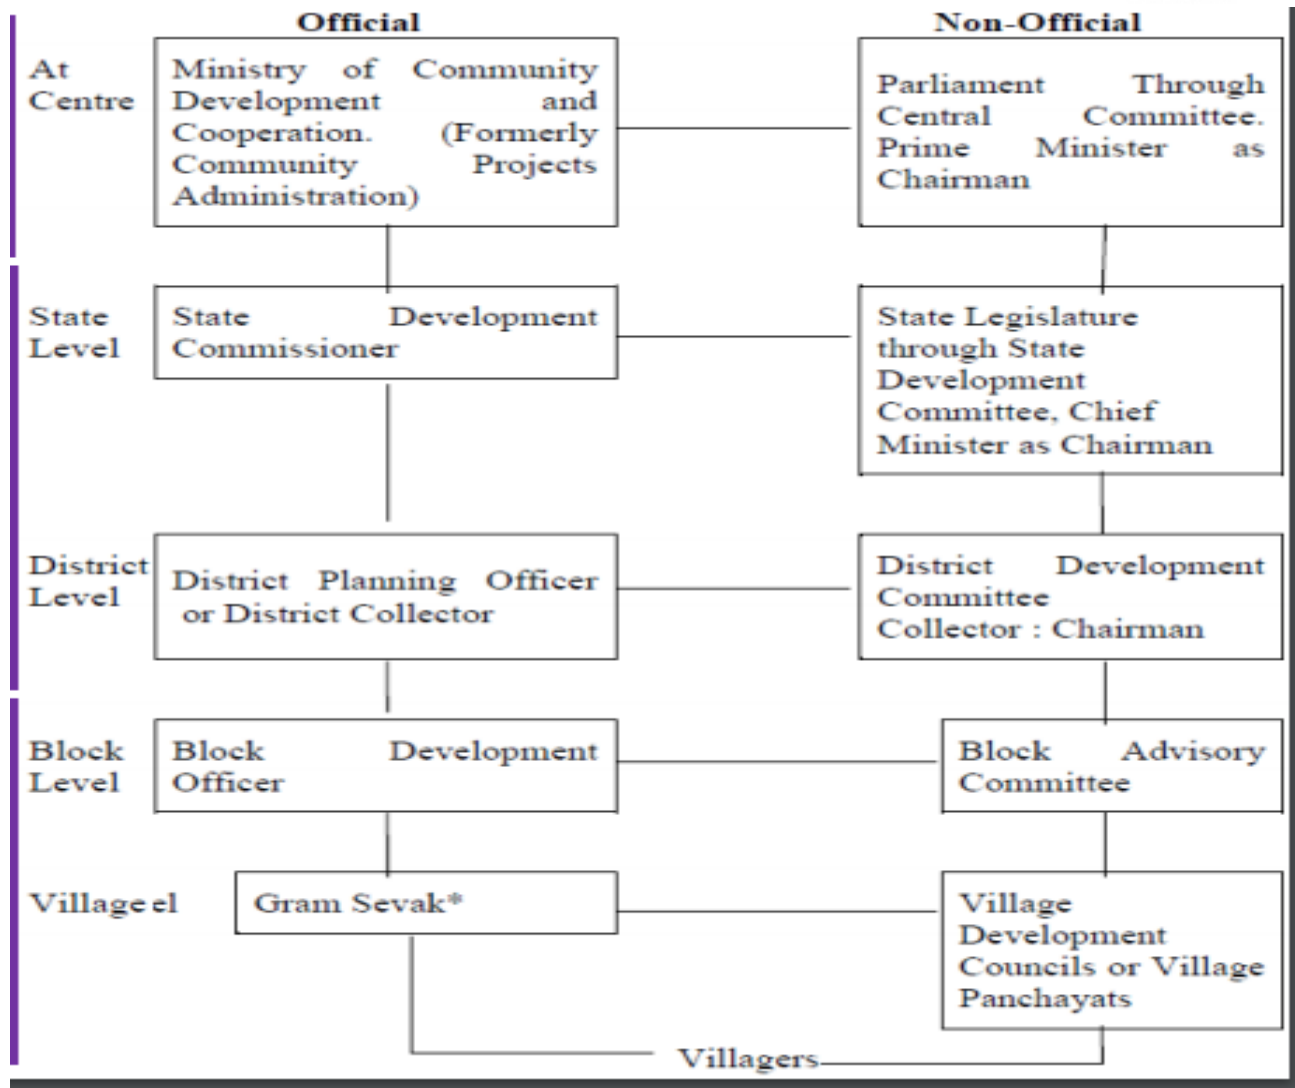 Official
Non-Official
At
Centre
Ministry of Community
Development and
Cooperation. (Formerly
Community Projects
Administration)
Parliament Through
Central Committee.
Prime Minister as
Chairman
State
Level
State Development
Commissioner
State Legislature
through State
Development
Committee, Chief
Minister as Chairman
District
Level
District Planning Officer
or District Collector
District Development
Committee
Collector : Chairman
Block
Level
Block Development
Officer
Block Advisory
Committee
Village el
Gram Sevak*
Village
Development
Councils or Village
Panchayats
Villagers